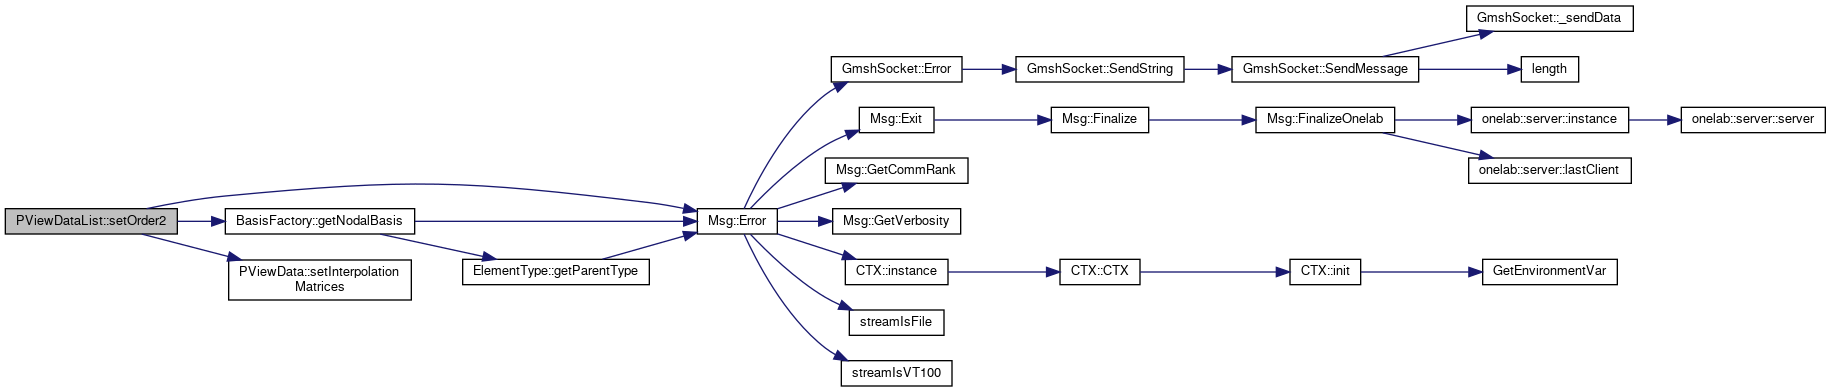 PViewDataList::setOrder2
BasisFactory::getNodalBasis
PViewData::setInterpolation
Matrices
ElementType::getParentType
Msg::Error
GmshSocket::Error
GmshSocket::SendString
GmshSocket::SendMessage
GmshSocket::_sendData
length
Msg::Exit
Msg::Finalize
Msg::FinalizeOnelab
onelab::server::instance
onelab::server::server
onelab::server::lastClient
Msg::GetCommRank
Msg::GetVerbosity
CTX::instance
CTX::CTX
CTX::init
GetEnvironmentVar
streamIsFile
streamIsVT100